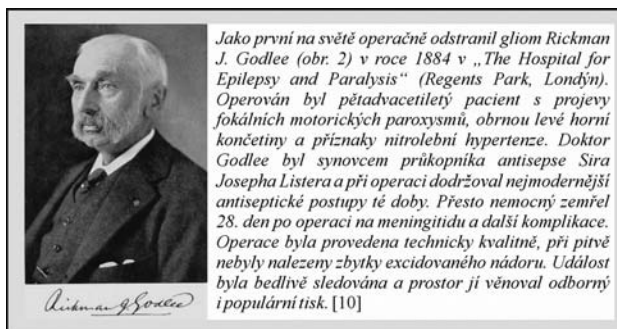 Jako první na světě operačně odstranil gliom Rickman
J. Godlee (obr. 2) v roce 1884 v „The Hospital for
Epilepsy and Paralysis“ (Regents Park, Londýn).
Operován byl pětadvacetiletý pacient s projevy
fokálních motorických paroxysmů, obrnou levé horní
končetiny a příznaky nitrolební hypertenze. Doktor
Godlee byl synovcem průkopníka antisepse Sira
Josepha Listera a při operaci dodržoval nejmodernější
antiseptické postupy té doby. Přesto nemocný zemřel
28. den po operaci na meningitidu a další komplikace.
Operace byla provedena technicky kvalitně, při pitvě
nebyly nalezeny zbytky excidovaného nádoru. Událost
byla bedlivě sledována a prostor jí věnoval odborný
i populární tisk. [10]
Rickman J Godlee